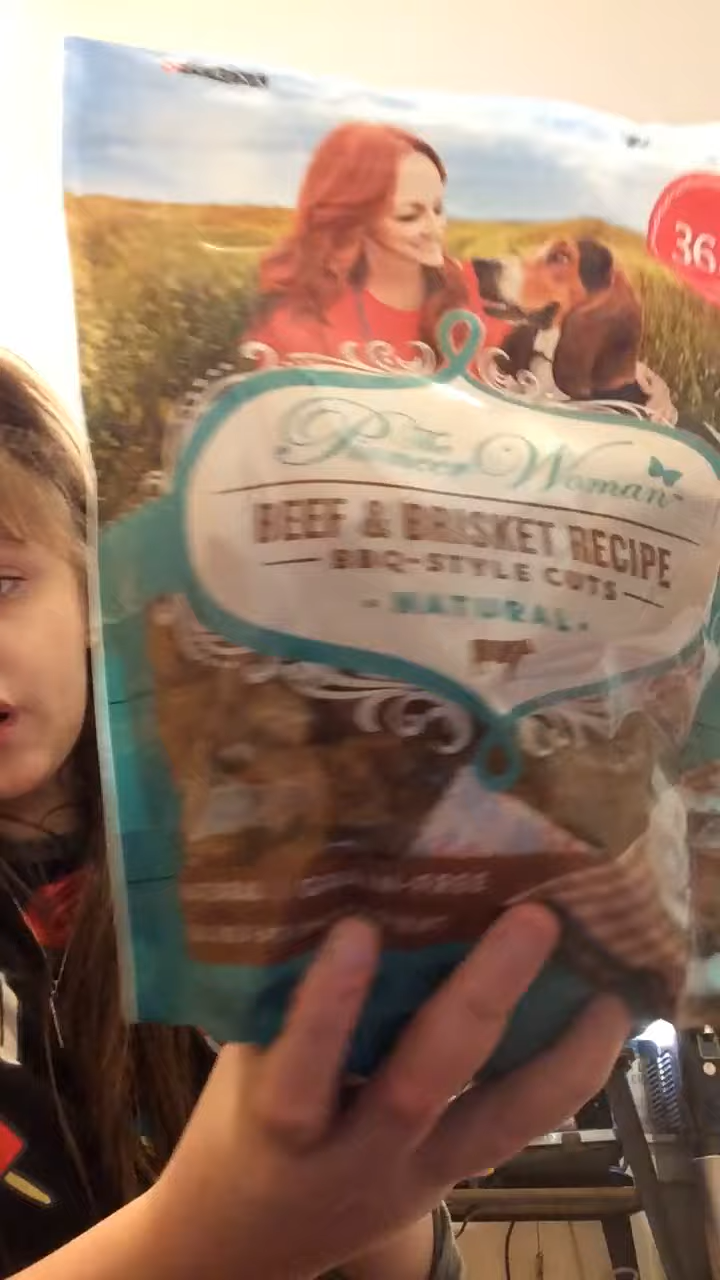 36
The
Pioneer Woman
BEEF & BRISKET RECIPE
BBQ-STYLE CUTS
- NATURAL -